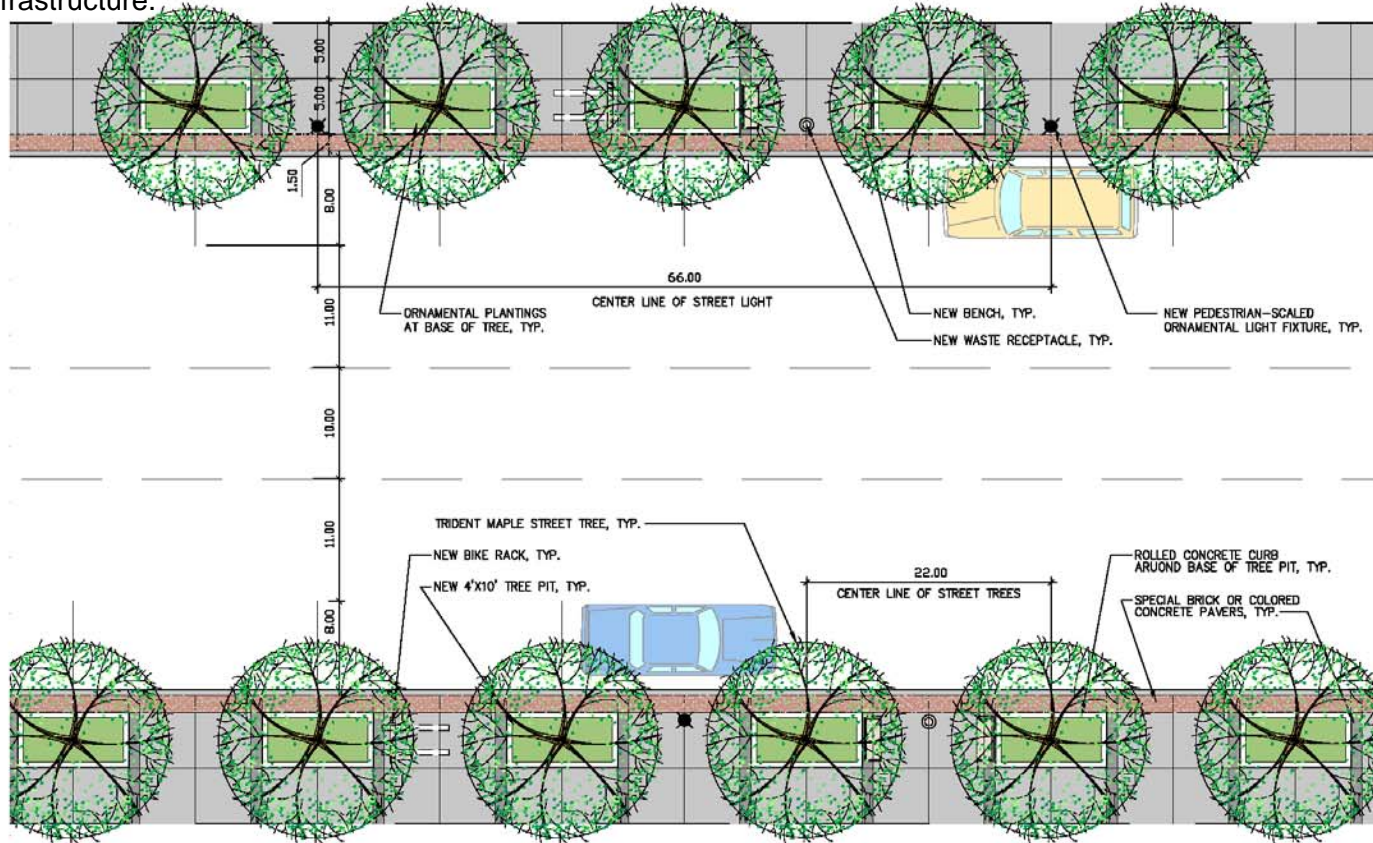 nfrastructure.
5.00
5.00
1.50
8.00
66.00
CENTER LINE OF STREET LIGHT
11.00
ORNAMENTAL PLANTINGS
AT BASE OF TREE, TYP.
NEW BENCH, TYP.
NEW WASTE RECEPTACLE, TYP.
NEW PEDESTRIAN-SCALED
ORNAMENTAL LIGHT FIXTURE, TYP.
10.00
11.00
TRIDENT MAPLE STREET TREE, TYP.
NEW BIKE RACK, TYP.
NEW 4'X10' TREE PIT, TYP.
22.00
CENTER LINE OF STREET TREES
ROLLED CONCRETE CURB
ARUOND BASE OF TREE PIT, TYP.
SPECIAL BRICK OR COLORED
CONCRETE PAVERS, TYP.
8.00